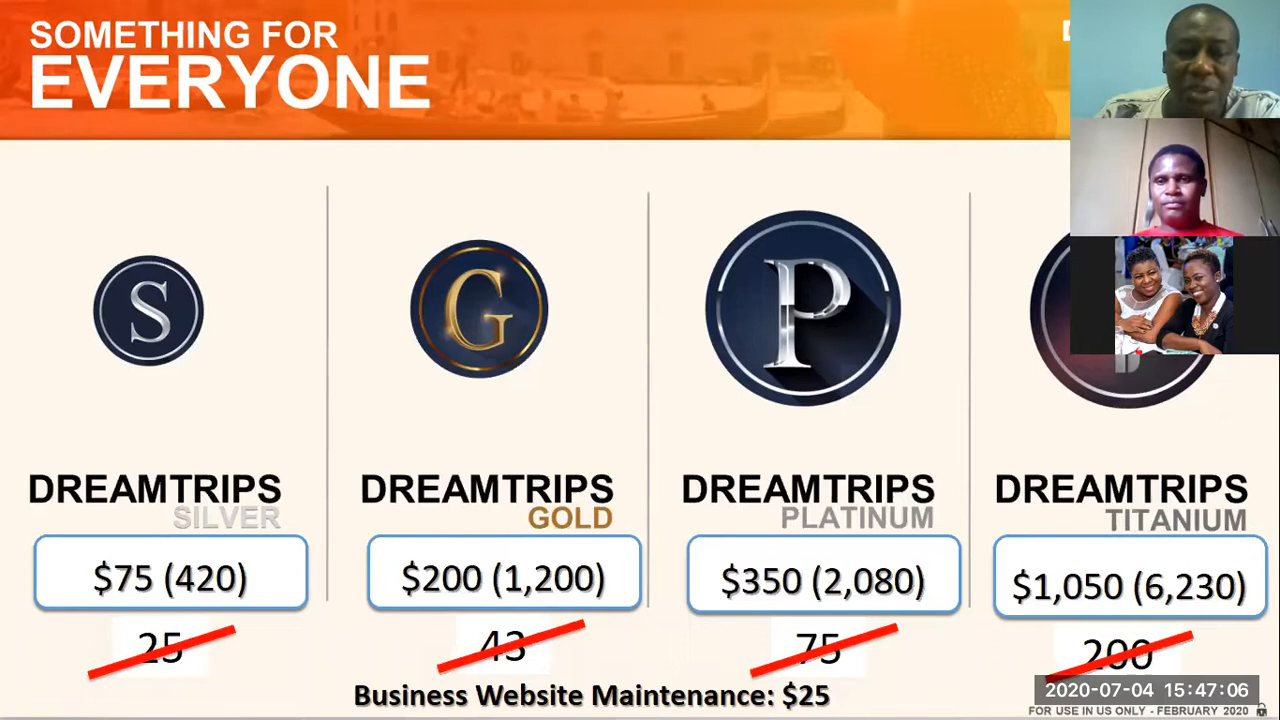 SOMETHING FOR
EVERYONE
S
G
P
DREAMTRIPS
SILVER
DREAMTRIPS
GOLD
DREAMTRIPS
PLATINUM
DREAMTRIPS
TITANIUM
$75 (420)
$200 (1,200)
$350 (2,080)
$1,050 (6,230)
25
43
75
200
Business Website Maintenance: $25
2020-07-04 15:47:06
FOR USE IN US ONLY - FEBRUARY 2020